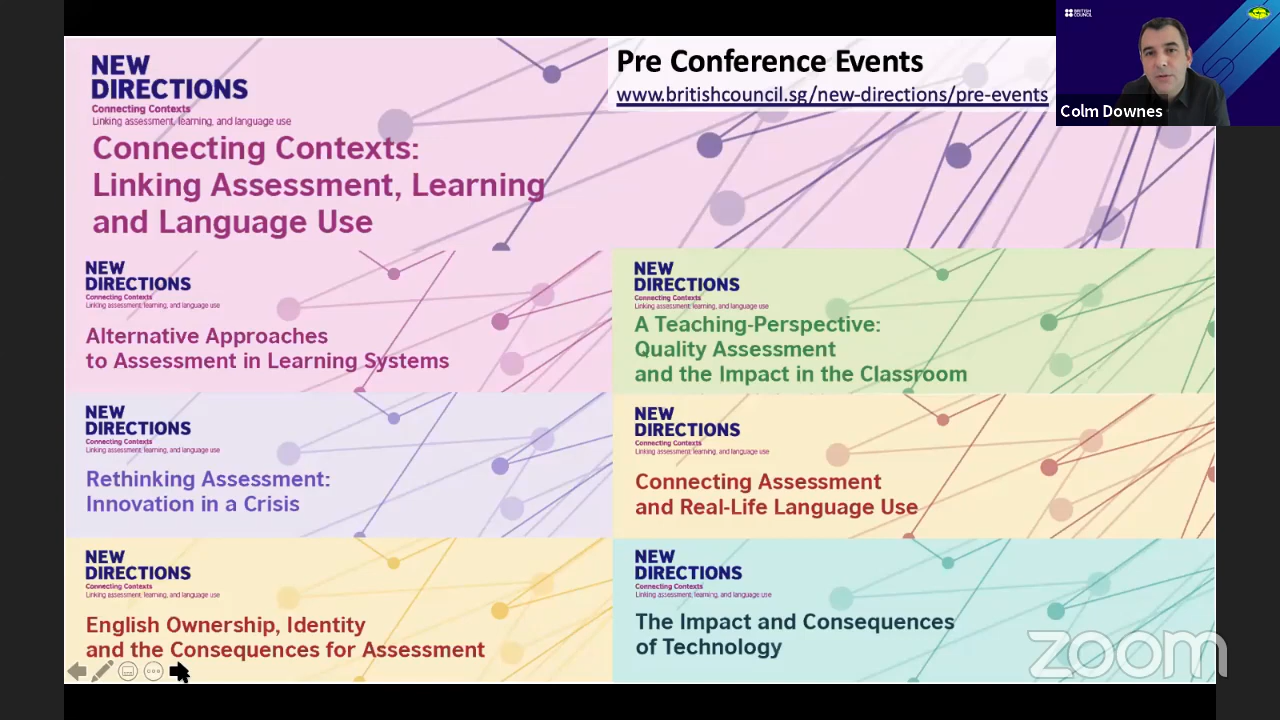 NEW
DIRECTIONS
Connecting Contexts
Linking assessment, learning, and language use
Connecting Contexts:
Linking Assessment, Learning
and Language Use
Pre Conference Events
www.britishcouncil.sg/new-directions/pre-events
BRITISH
COUNCIL
Colm Downes
NEW
DIRECTIONS
Connecting Contexts
Linking assessment, learning, and language use
Alternative Approaches
to Assessment in Learning Systems
NEW
DIRECTIONS
Connecting Contexts
Linking assessment, learning, and language use
A Teaching-Perspective:
Quality Assessment
and the Impact in the Classroom
NEW
DIRECTIONS
Connecting Contexts
Linking assessment, learning, and language use
Rethinking Assessment:
Innovation in a Crisis
NEW
DIRECTIONS
Connecting Contexts
Linking assessment, learning, and language use
Connecting Assessment
and Real-Life Language Use
NEW
DIRECTIONS
Connecting Contexts
Linking assessment, learning, and language use
English Ownership, Identity
and the Consequences for Assessment
NEW
DIRECTIONS
Connecting Contexts
Linking assessment, learning, and language use
The Impact and Consequences
of Technology
zoom